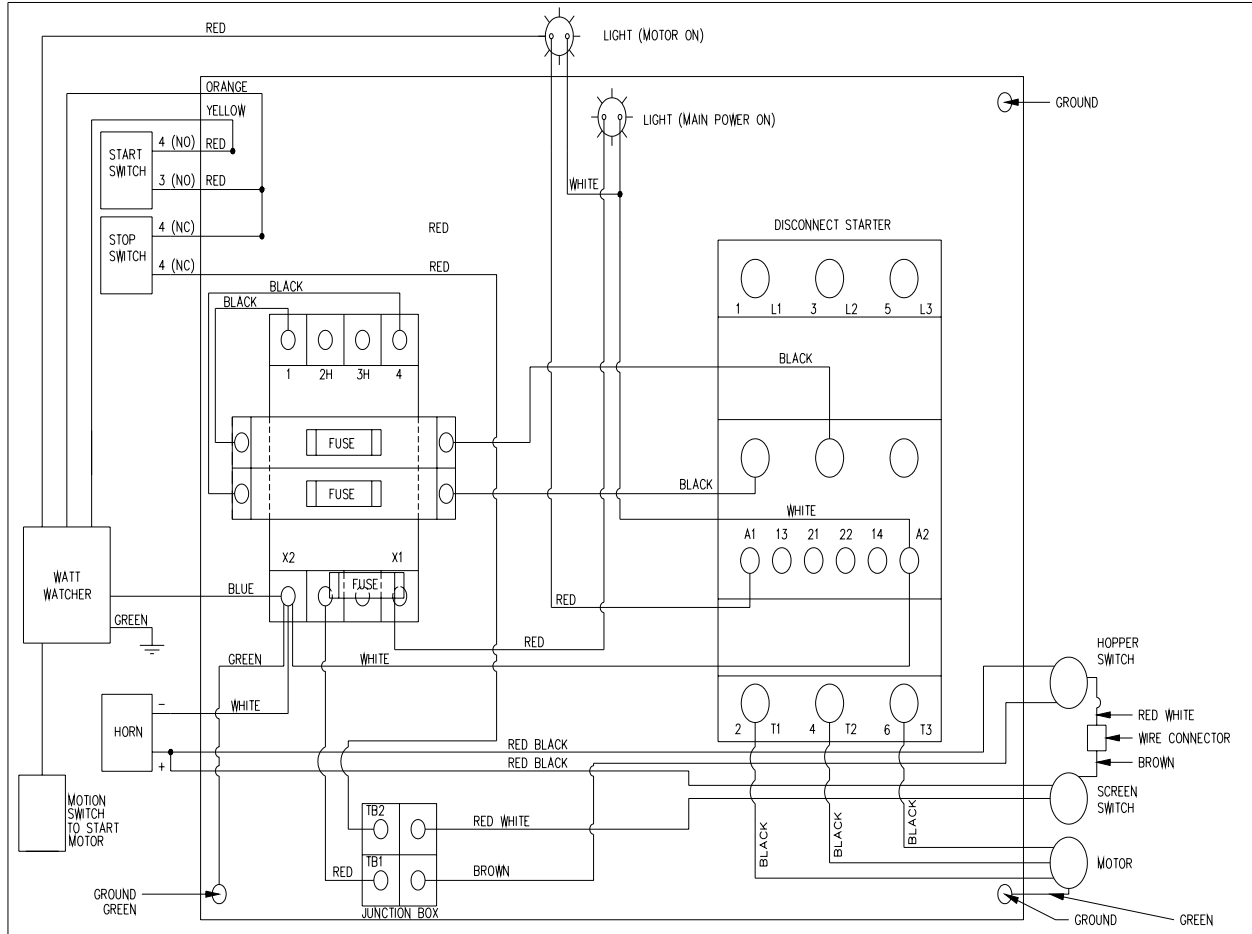 RED
LIGHT (MOTOR ON)
ORANGE
YELLOW
LIGHT (MAIN POWER ON)
GROUND
START
SWITCH
4 (NO)
RED
3 (NO)
RED
WHITE
STOP
SWITCH
4 (NC)
4 (NC)
RED
RED
DISCONNECT STARTER
BLACK
BLACK
1 L1 3 L2 5 L3
1 2H 3H 4
BLACK
FUSE
FUSE
BLACK
WHITE
A1 13 21 22 14 A2
X2 X1
FUSE
WATT
WATCHER
BLUE
GREEN
RED
RED
GREEN
WHITE
HOPPER
SWITCH
HORN
-
WHITE
+
2 T1 4 T2 6 T3
RED WHITE
WIRE CONNECTOR
BROWN
RED BLACK
RED BLACK
MOTION
SWITCH
TO START
MOTOR
SCREEN
SWITCH
TB2
RED WHITE
BLACK
BLACK
BLACK
TB1
RED
BROWN
MOTOR
JUNCTION BOX
GROUND
GREEN
GROUND
GREEN